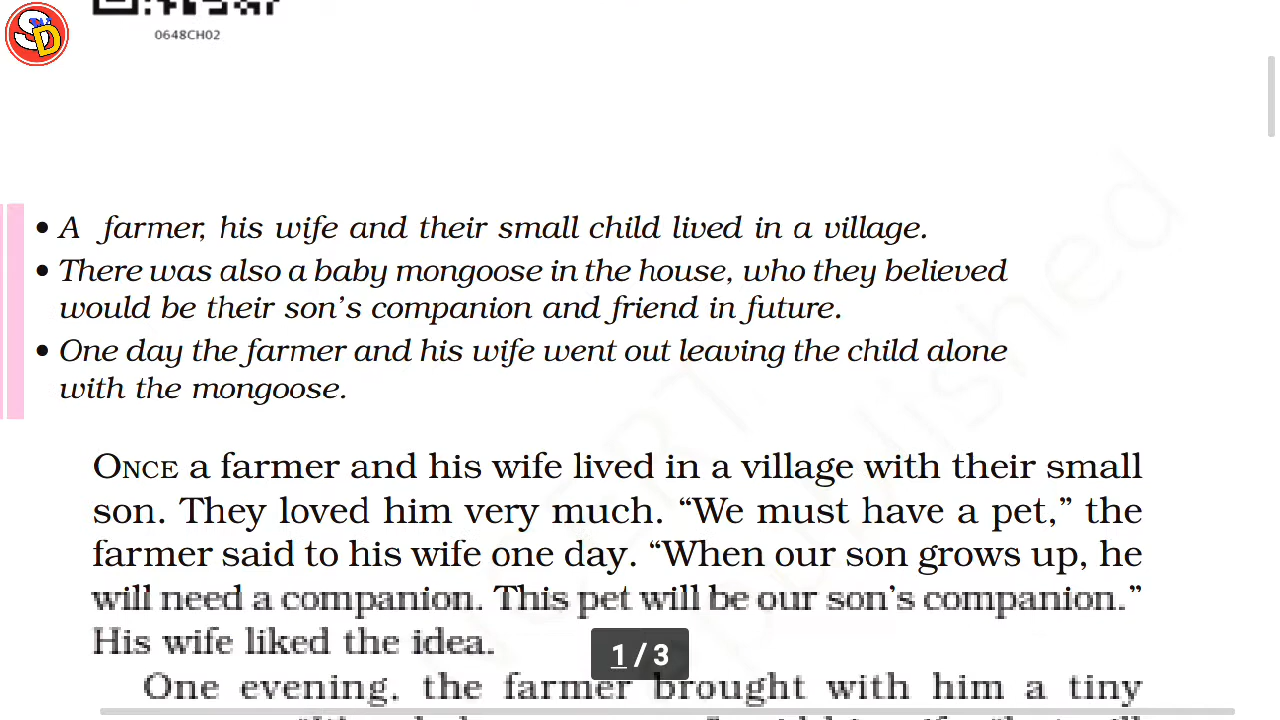 SD
0648CH02
• A farmer, his wife and their small child lived in a village.
• There was also a baby mongoose in the house, who they believed
would be their son’s companion and friend in future.
• One day the farmer and his wife went out leaving the child alone
with the mongoose.
ONCE a farmer and his wife lived in a village with their small
son. They loved him very much. “We must have a pet,” the
farmer said to his wife one day. “When our son grows up, he
will need a companion. This pet will be our son’s companion.”
His wife liked the idea.
1 / 3
One evening, the farmer brought with him a tiny